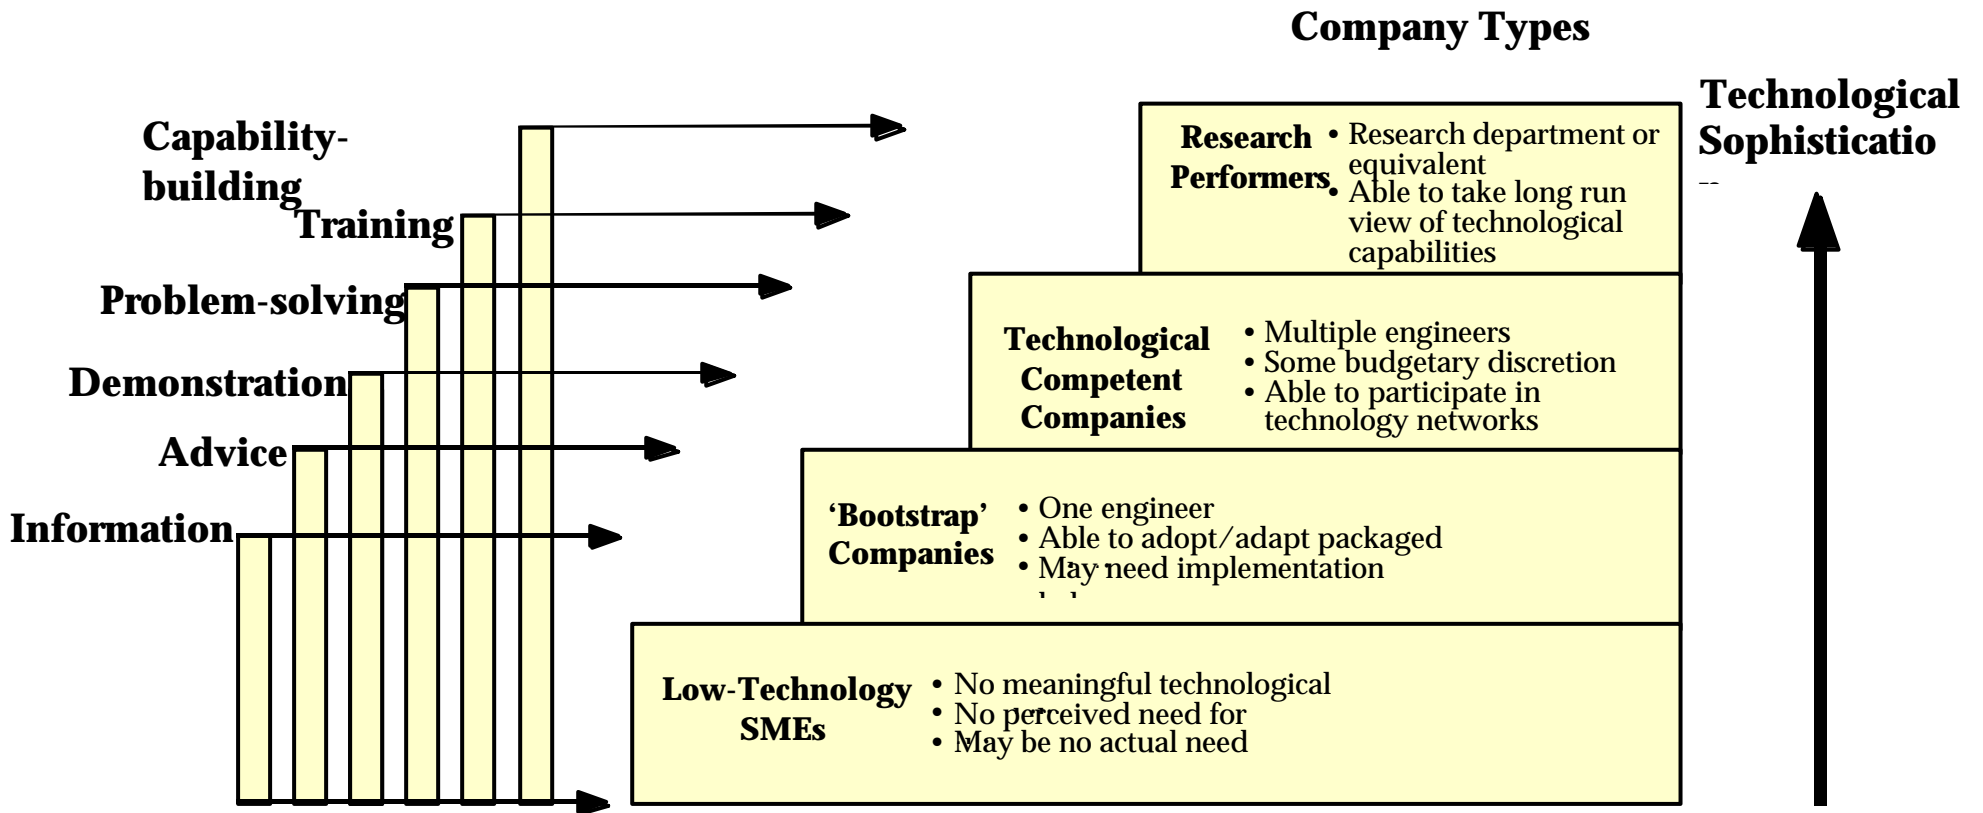 Company Types
Technological
Sophisticatio
Capability-
building
Training
Problem-solving
Demonstration
Advice
Information
Research
Performers
• Research department or
equivalent
• Able to take long run
view of technological
capabilities
Technological
Competent
Companies
• Multiple engineers
• Some budgetary discretion
• Able to participate in
technology networks
‘Bootstrap’
Companies
• One engineer
• Able to adopt/adapt packaged
• May need implementation
Low-Technology
SMEs
• No meaningful technological
• No perceived need for
• May be no actual need